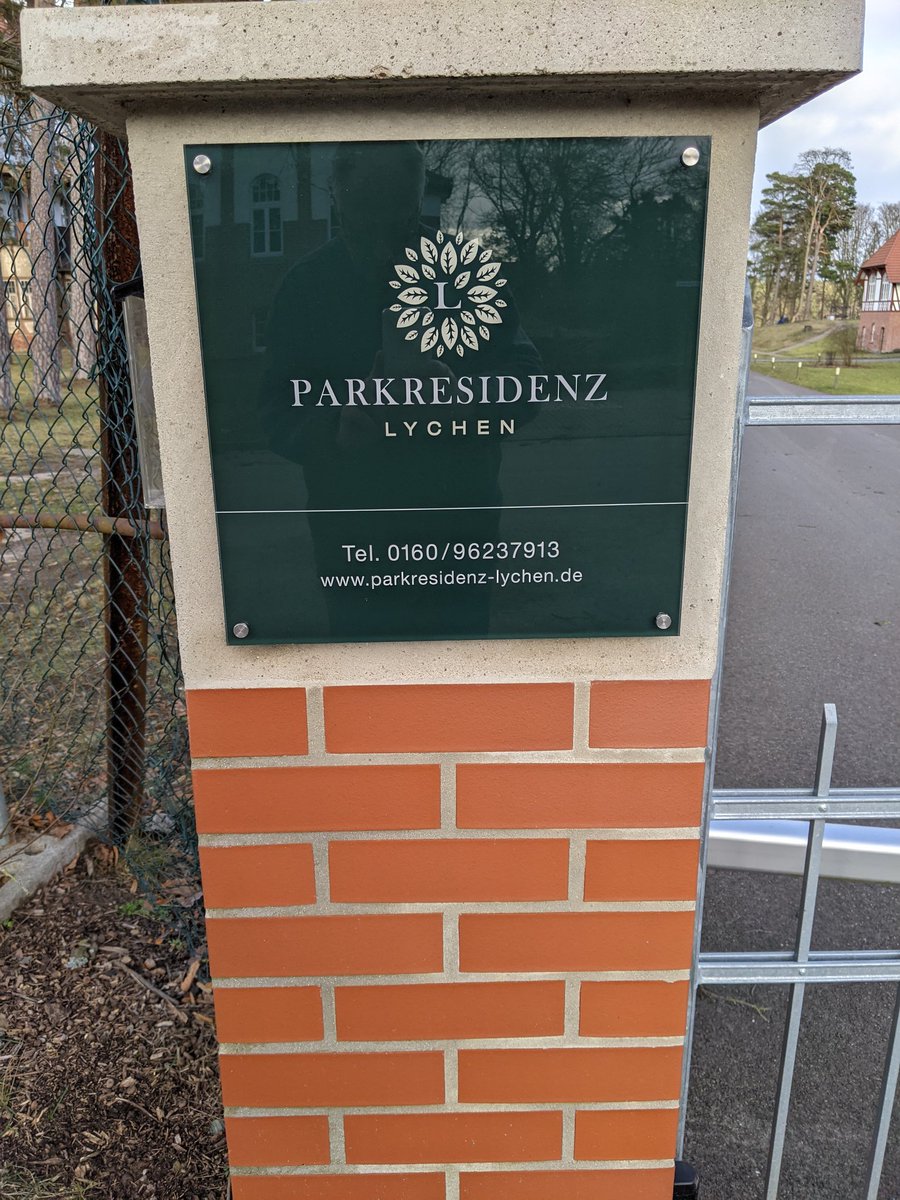 L
PARKRESIDENZ
LYCHEN
Tel. 0160/96237913
www.parkresidenz-lychen.de